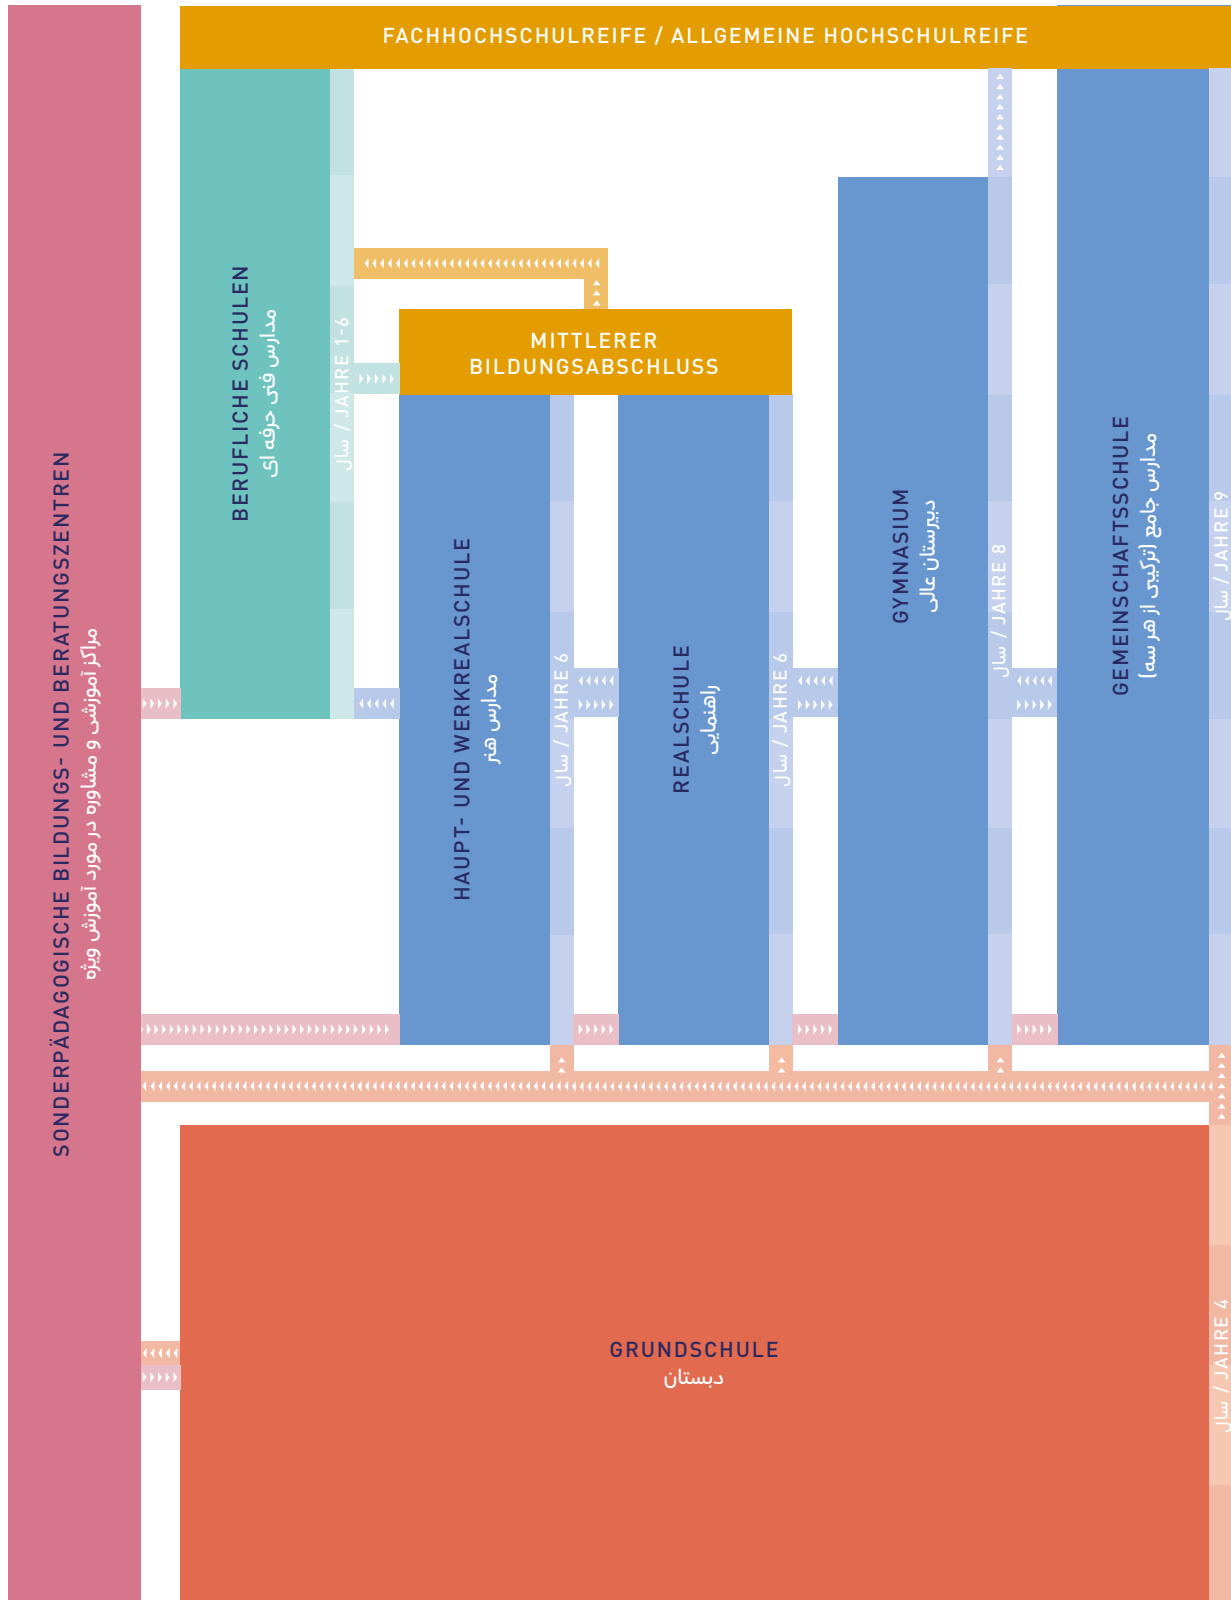 FACHHOCHSCHULREIFE / ALLGEMEINE HOCHSCHULREIFE
SONDERPÄDAGOGISCHE BILDUNGS- UND BERATUNGSZENTREN
مراکز آموزشی و مشاوره در مورد آموزش ویژه
BERUFLICHE SCHULEN
مدارس فنی حرفه ای
سال / JAHRE 1-6
MITTLERER
BILDUNGSABSCHLUSS
HAUPT- UND WERKREALSCHULE
مدارس هنر
سال / JAHRE 6
REALSCHULE
راهنمایی
سال / JAHRE 6
GYMNASIUM
دبیرستان عالی
سال / JAHRE 8
GEMEINSCHAFTSSCHULE
مدارس جامع (ترکیبی از هر سه)
سال / JAHRE 9
GRUNDSCHULE
دبستان
سال / JAHRE 4